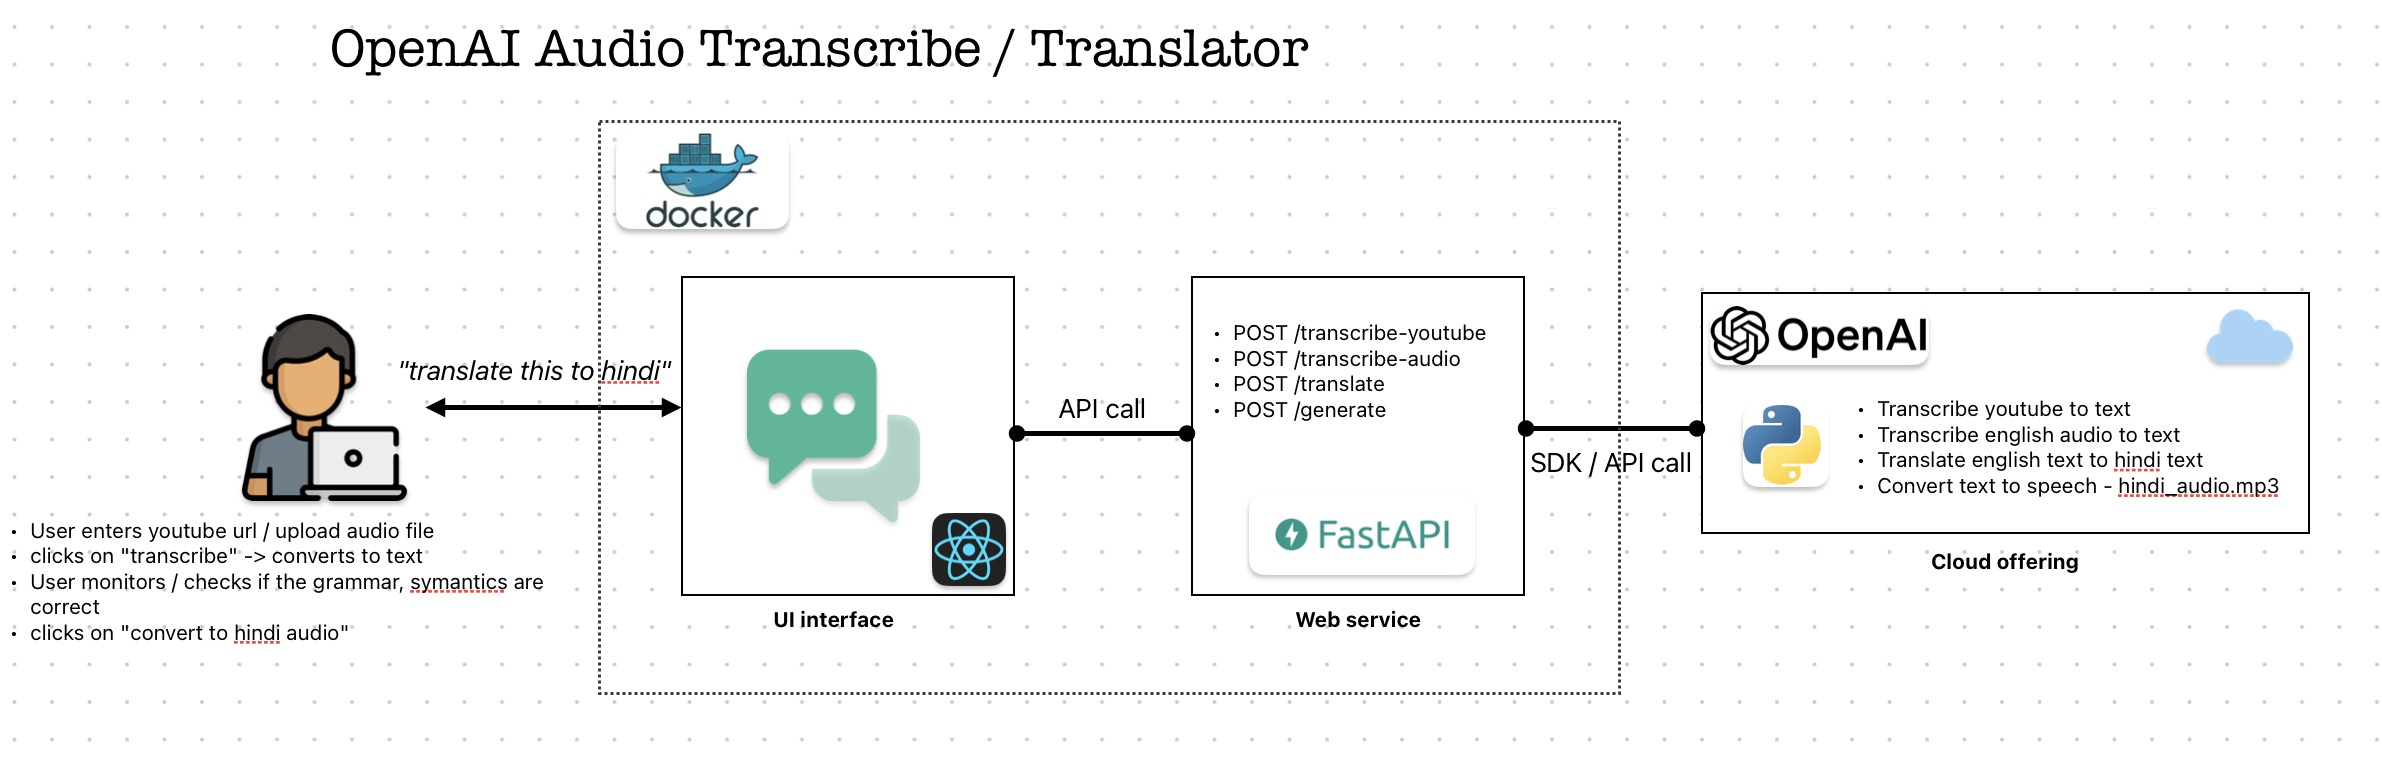 OpenAI Audio Transcribe / Translator
docker
"translate this to hindi"
• User enters youtube url / upload audio file
• clicks on "transcribe" -> converts to text
• User monitors / checks if the grammar, symantics are
correct
• clicks on "convert to hindi audio"
UI interface
API call
• POST /transcribe-youtube
• POST /transcribe-audio
• POST /translate
• POST /generate
FastAPI
Web service
SDK / API call
OpenAI
• Transcribe youtube to text
• Transcribe english audio to text
• Translate english text to hindi text
• Convert text to speech - hindi_audio.mp3
Cloud offering